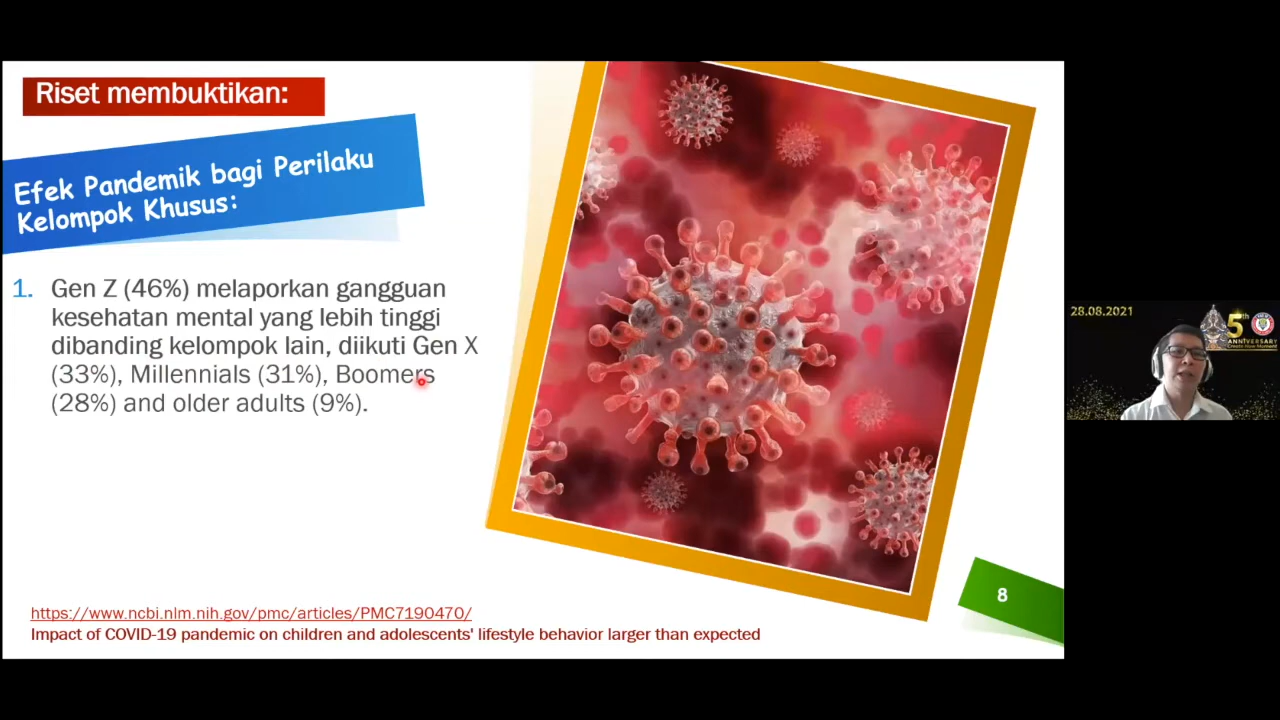 Riset membuktikan:
Efek Pandemik bagi Perilaku
Kelompok Khusus:
1. Gen Z (46%) melaporkan gangguan
kesehatan mental yang lebih tinggi
dibanding kelompok lain, diikuti Gen X
(33%), Millennials (31%), Boomers
(28%) and older adults (9%).
https://www.ncbi.nlm.nih.gov/pmc/articles/PMC7190470/
Impact of COVID-19 pandemic on children and adolescents' lifestyle behavior larger than expected
8
28.08.2021
5th
ANNIVERSARY